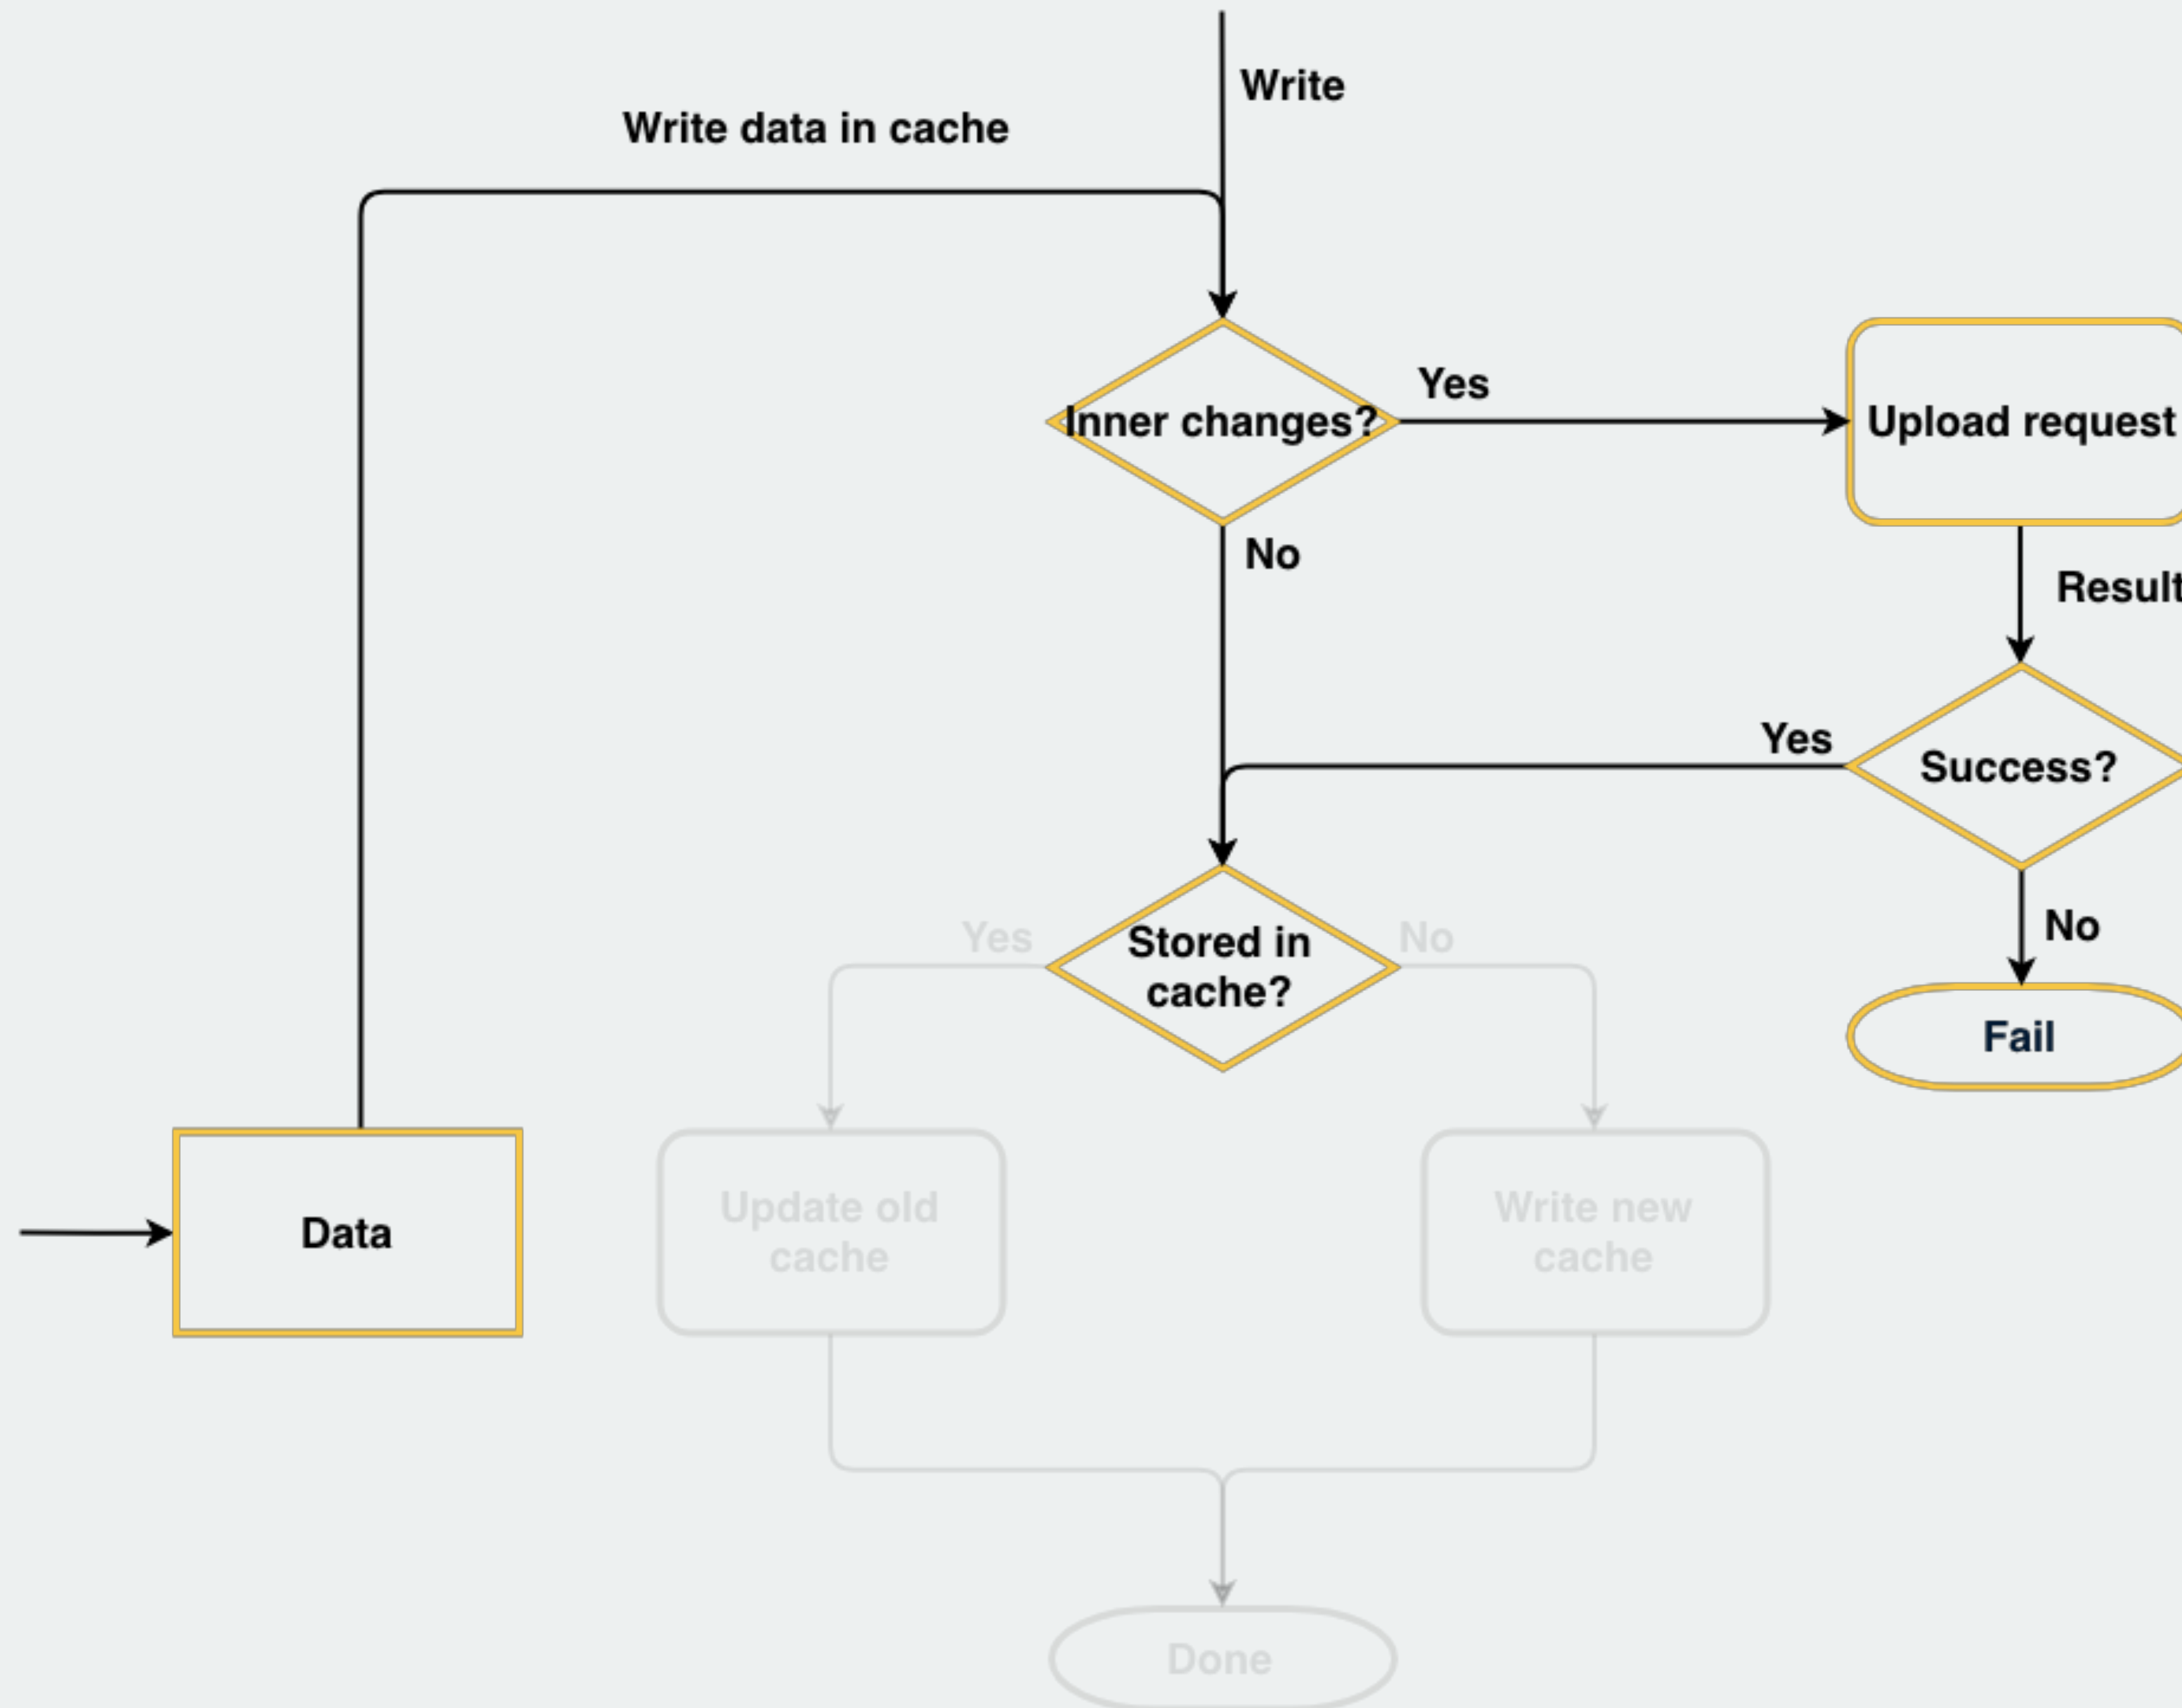 Write
Write data in cache
Inner changes?
Yes
Upload request
No
Result
Yes
Success?
Yes
Stored in
cache?
No
No
Fail
Data
Update old
cache
Write new
cache
Done